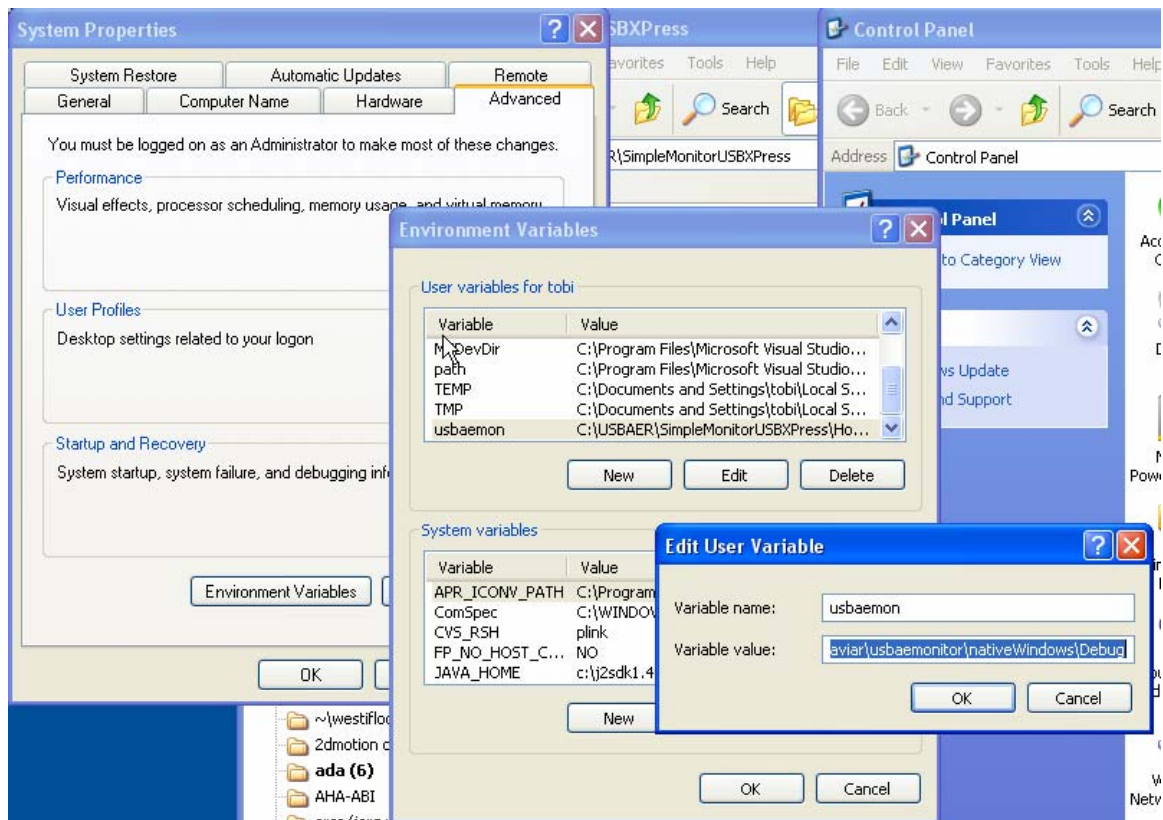 System Properties
System Restore Automatic Updates Remote
General Computer Name Hardware Advanced
You must be logged on as an Administrator to make most of these changes.
Performance
Visual effects, processor scheduling, memory usage, and virtual memory
User Profiles
Desktop settings related to your logon
Startup and Recovery
System startup, system failure, and debugging
Environment Variables
OK
SBXPress
Tools Help
Search
\SimpleMonitorUSBXPress
Control Panel
File Edit View Favorites Tools Help
Back Search
Address Control Panel
Panel
to Category View
Update
Support
Environment Variables
User variables for tobi
Variable Value
C:\Program Files\Microsoft Visual Studio...
path C:\Program Files\Microsoft Visual Studio...
TEMP C:\Documents and Settings\tobi\Local S...
TMP C:\Documents and Settings\tobi\Local S...
usbaemon C:\USBAER\SimpleMonitorUSBXPress\Ho...
New Edit Delete
System variables
Variable Value
APR_ICONV_PATH C:\Program
ComSpec C:\WINDOW
CVS_RSH plink
FP_NO_HOST_C... NO
JAVA_HOME c:\j2sdk1.4
New
OK Cancel
Edit User Variable
Variable name: usbaemon
Variable value: aviar\usbaemonitor\nativeWindows\Debug
OK Cancel
~\westifloo
2dmotion c
ada (6)
AHA-ABI